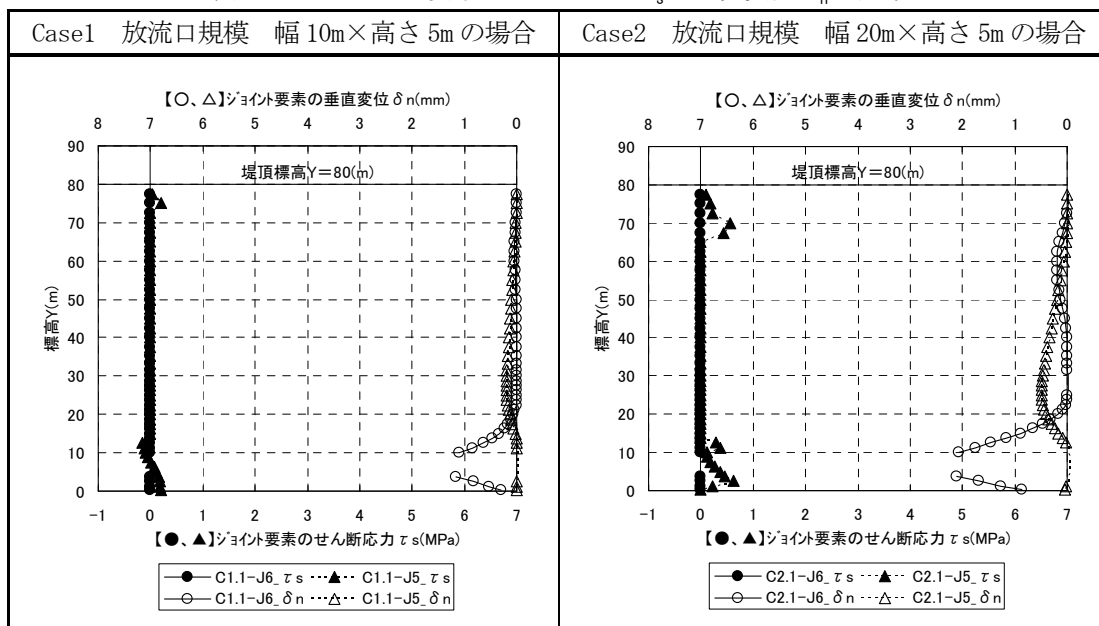 Case1 放流口規模 幅10m×高さ5mの場合
Case2 放流口規模 幅20m×高さ5mの場合
【○、△】ジョイント要素の垂直変位δn(mm)
8 7 6 5 4 3 2 1 0
堤頂標高Y=80(m)
標高Y(m)
90
80
70
60
50
40
30
20
10
0
-1 0 1 2 3 4 5 6 7
【●、▲】ジョイント要素のせん断応力τs(MPa)
C1.1-J6_τs C1.1-J5_τs
C1.1-J6_δn C1.1-J5_δn
【○、△】ジョイント要素の垂直変位δn(mm)
8 7 6 5 4 3 2 1 0
堤頂標高Y=80(m)
標高Y(m)
90
80
70
60
50
40
30
20
10
0
-1 0 1 2 3 4 5 6 7
【●、▲】ジョイント要素のせん断応力τs(MPa)
C2.1-J6_τs C2.1-J5_τs
C2.1-J6_δn C2.1-J5_δn